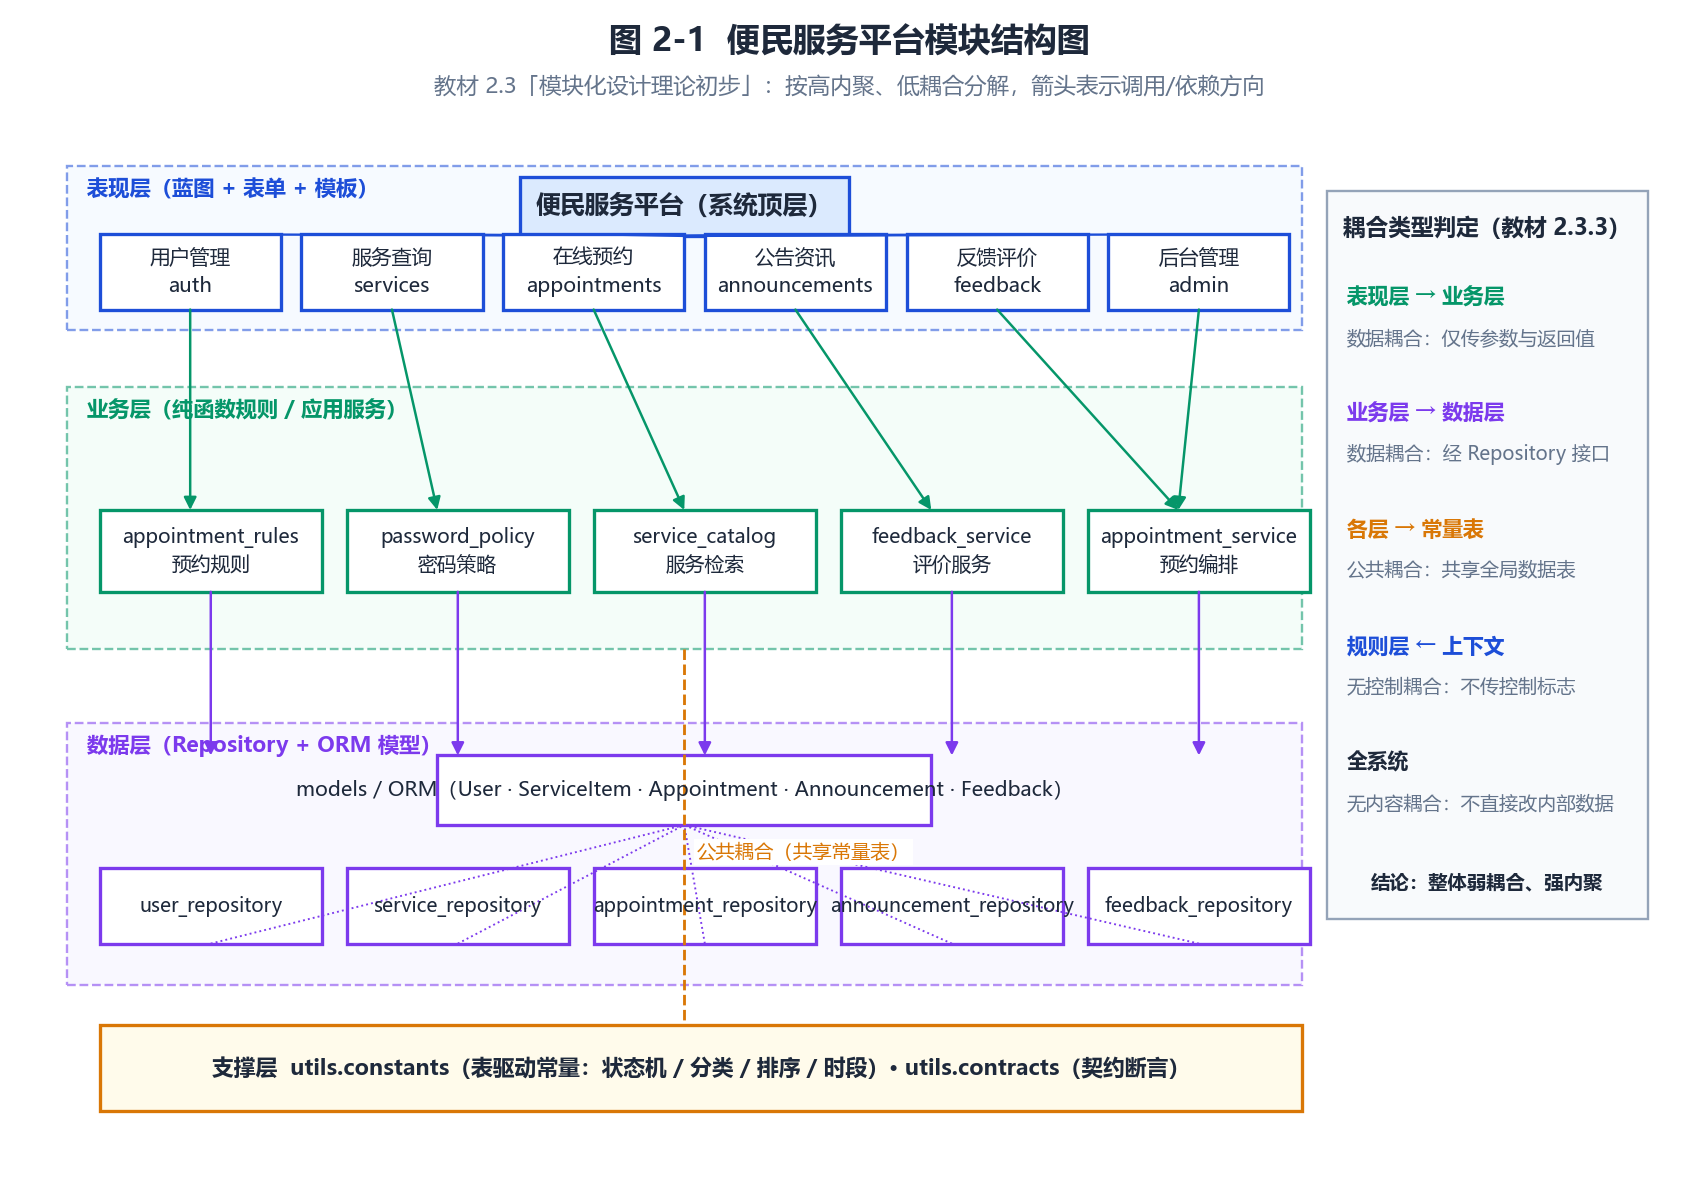 图 2-1 便民服务平台模块结构图
教材 2.3「模块化设计理论初步」：按高内聚、低耦合分解，箭头表示调用/依赖方向
表现层（蓝图 + 表单 + 模板）
便民服务平台（系统顶层）
用户管理
auth
服务查询
services
在线预约
appointments
公告资讯
announcements
反馈评价
feedback
后台管理
admin
业务层（纯函数规则 / 应用服务）
appointment_rules
预约规则
password_policy
密码策略
service_catalog
服务检索
feedback_service
评价服务
appointment_service
预约编排
数据层（Repository + ORM 模型）
models / ORM（User · ServiceItem · Appointment · Announcement · Feedback）
公共耦合（共享常量表）
user_repository
service_repository
appointment_repository
announcement_repository
feedback_repository
支撑层 utils.constants（表驱动常量：状态机 / 分类 / 排序 / 时段）• utils.contracts（契约断言）
耦合类型判定（教材 2.3.3）
表现层 → 业务层
数据耦合：仅传参数与返回值
业务层 → 数据层
数据耦合：经 Repository 接口
各层 → 常量表
公共耦合：共享全局数据表
规则层 ← 上下文
无控制耦合：不传控制标志
全系统
无内容耦合：不直接改内部数据
结论：整体弱耦合、强内聚